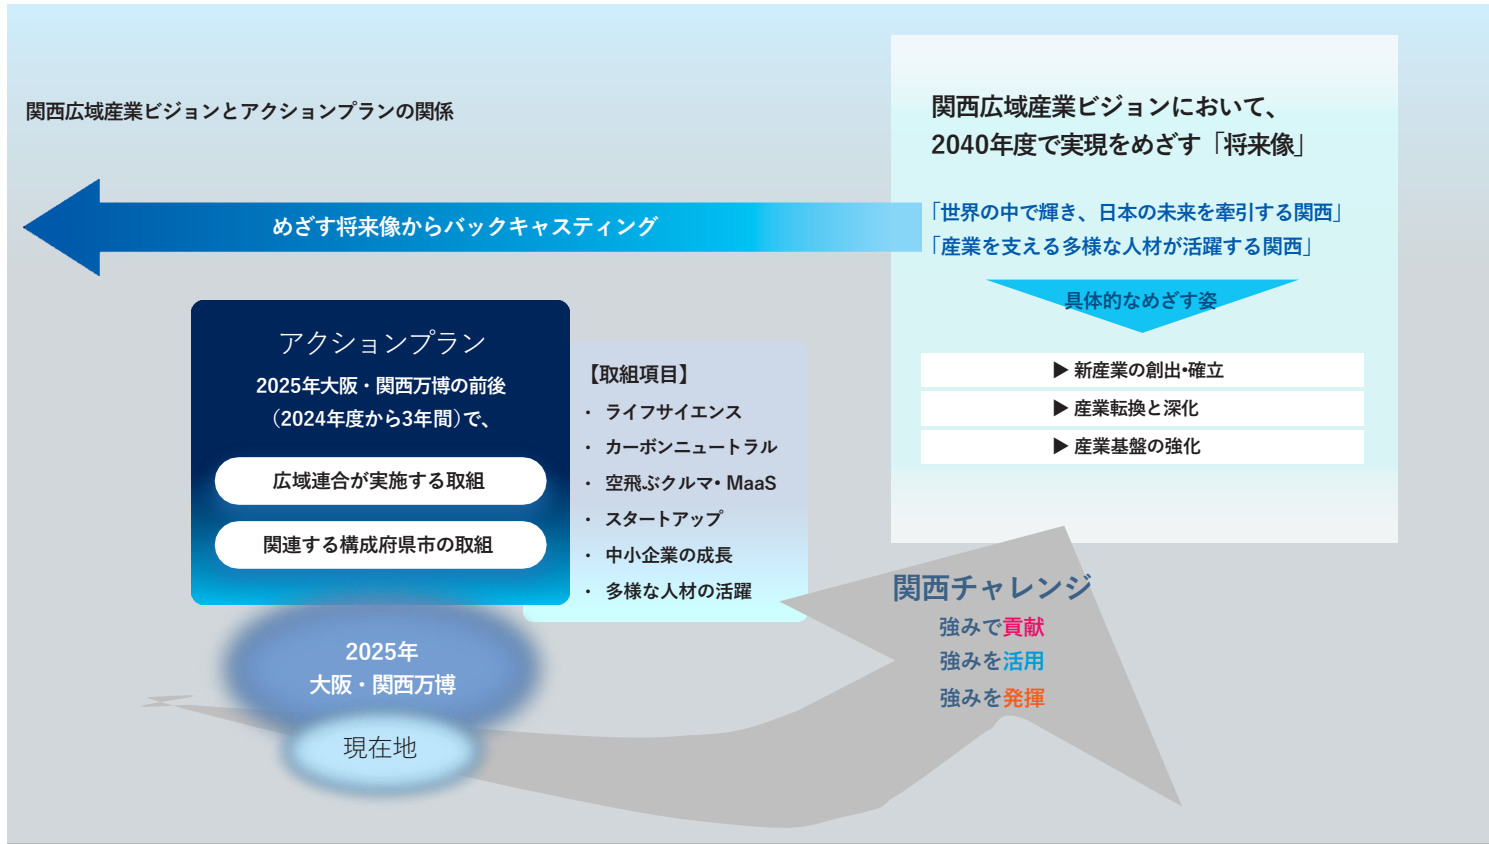 関西広域産業ビジョンとアクションプランの関係
関西広域産業ビジョンにおいて、
2040年度で実現をめざす「将来像」
めざす将来像からバックキャスティング
「世界の中で輝き、日本の未来を牽引する関西」
「産業を支える多様な人材が活躍する関西」
具体的なめざす姿
▶ 新産業の創出・確立
▶ 産業転換と深化
▶ 産業基盤の強化
アクションプラン
2025年大阪・関西万博の前後
（2024年度から3年間）で、
広域連合が実施する取組
関連する構成府県市の取組
【取組項目】
・ ライフサイエンス
・ カーボンニュートラル
・ 空飛ぶクルマ・MaaS
・ スタートアップ
・ 中小企業の成長
・ 多様な人材の活躍
2025年
大阪・関西万博
現在地
関西チャレンジ
強みで貢献
強みを活用
強みを発揮